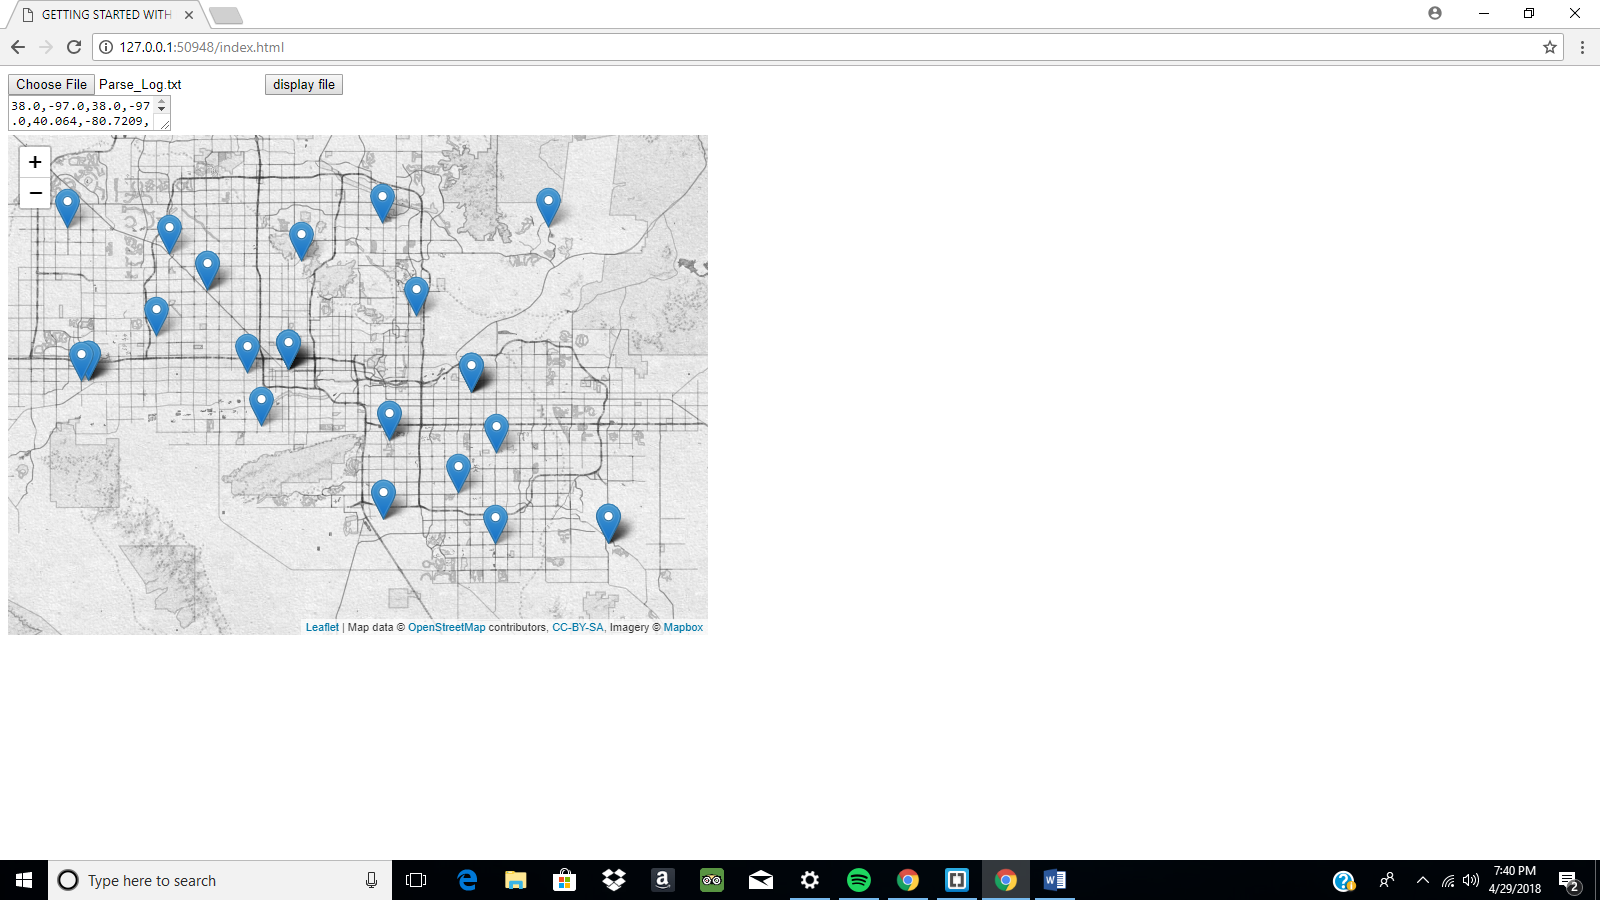 GETTING STARTED WITH
127.0.0.1:50948/index.html
Choose File Parse_Log.txt display file
38.0,-97.0,38.0,-97
.0,40.064,-80.7209,
+
−
Leaflet | Map data © OpenStreetMap contributors, CC-BY-SA, Imagery © Mapbox
Type here to search
7:40 PM
4/29/2018
2